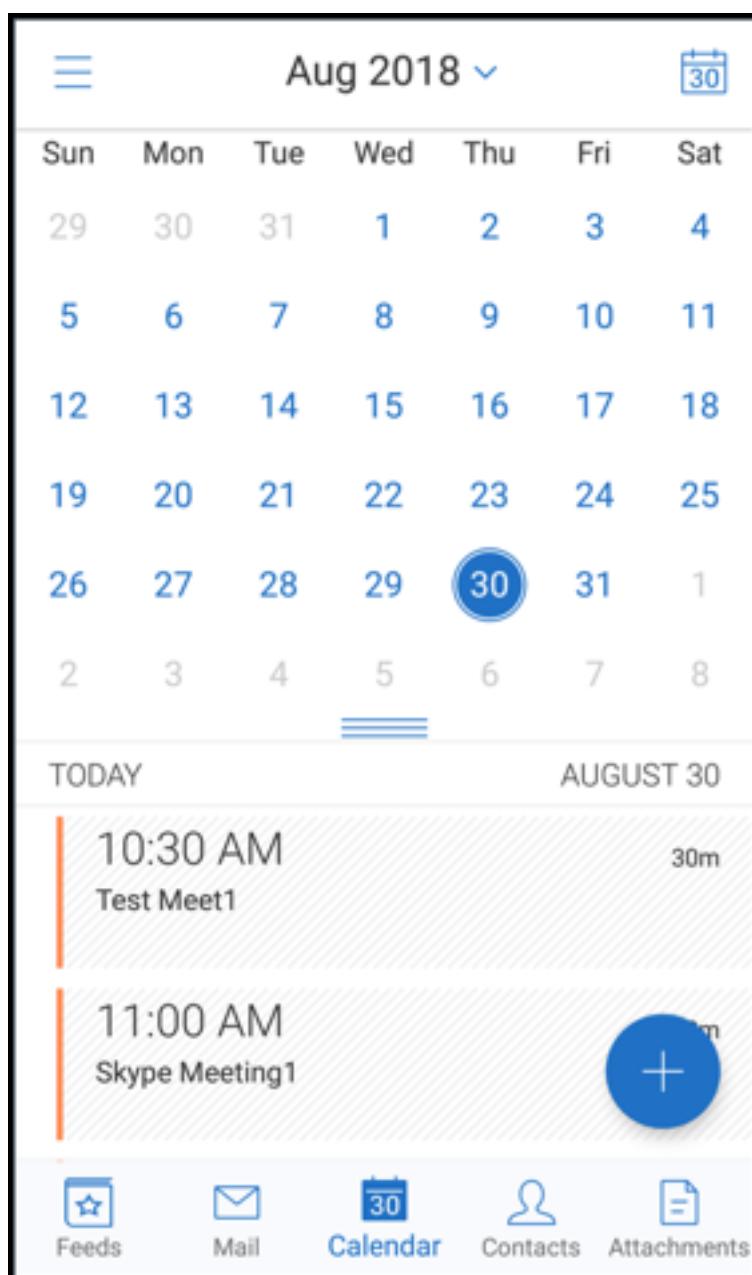 Aug 2018 30
Sun Mon Tue Wed Thu Fri Sat
29 30 31 1 2 3 4
5 6 7 8 9 10 11
12 13 14 15 16 17 18
19 20 21 22 23 24 25
26 27 28 29 30 31 1
2 3 4 5 6 7 8
TODAY AUGUST 30
10:30 AM 30m
Test Meet1
11:00 AM
Skype Meeting1
30
Feeds Mail Calendar Contacts Attachments